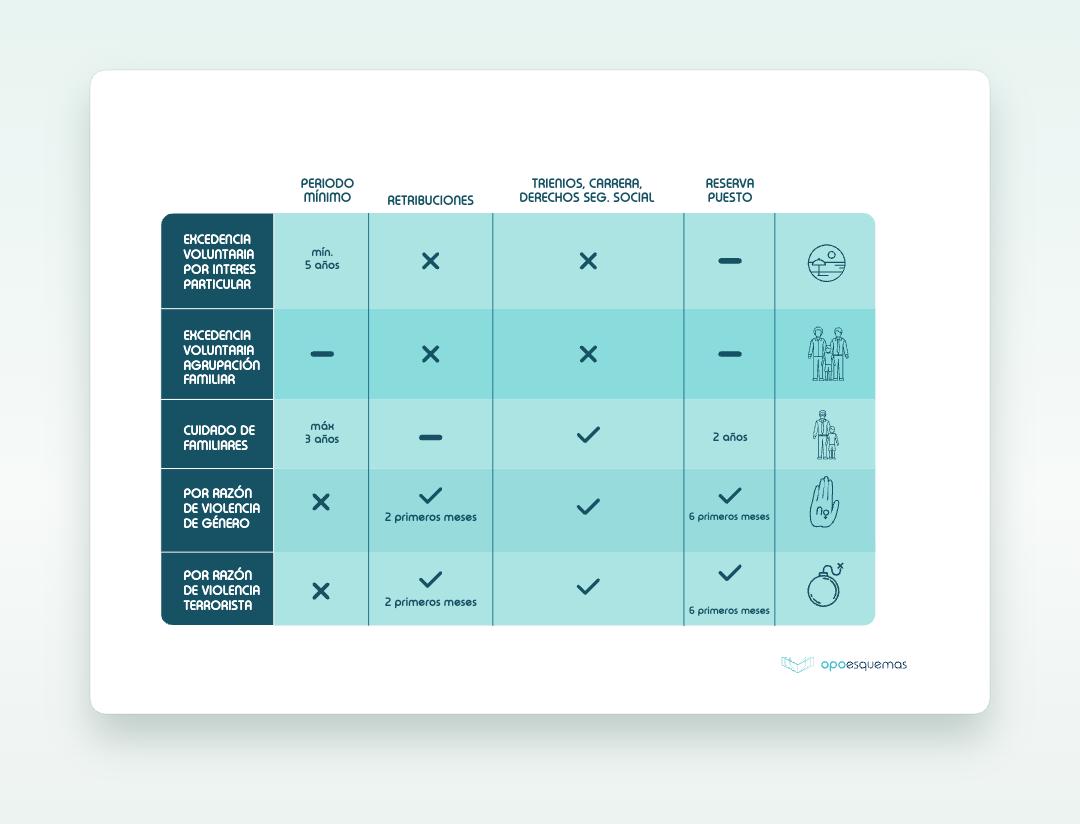 PERIODO
MÍNIMO
RETRIBUCIONES
TRIENIOS, CARRERA,
DERECHOS SEG. SOCIAL
RESERVA
PUESTO
EXCEDENCIA
VOLUNTARIA
POR INTERES
PARTICULAR
mín.
5 años
EXCEDENCIA
VOLUNTARIA
AGRUPACIÓN
FAMILIAR
CUIDADO DE
FAMILIARES
máx
3 años
2 años
POR RAZÓN
DE VIOLENCIA
DE GÉNERO
2 primeros meses
6 primeros meses
POR RAZÓN
DE VIOLENCIA
TERRORISTA
2 primeros meses
6 primeros meses
opoesquemas